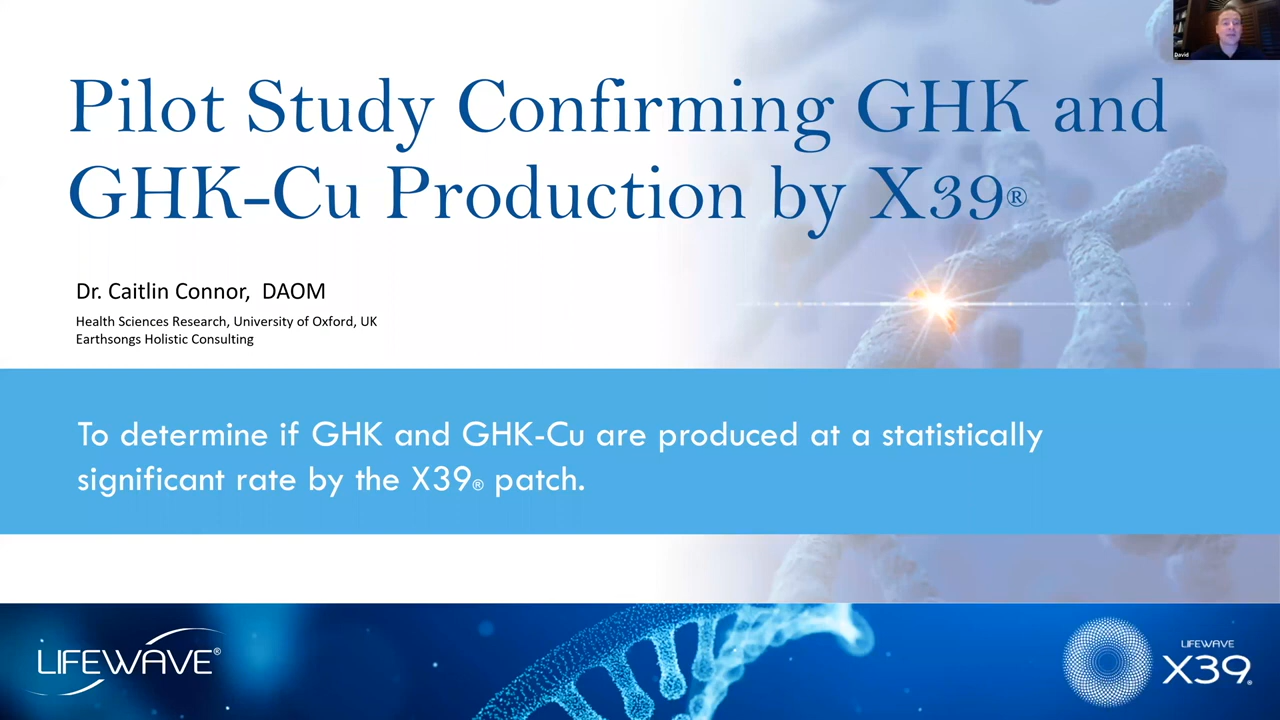 David
Pilot Study Confirming GHK and
GHK-Cu Production by X39®
Dr. Caitlin Connor, DAOM
Health Sciences Research, University of Oxford, UK
Earthsongs Holistic Consulting
To determine if GHK and GHK-Cu are produced at a statistically
significant rate by the X39® patch.
LIFEWAVE®
LIFEWAVE
X39®